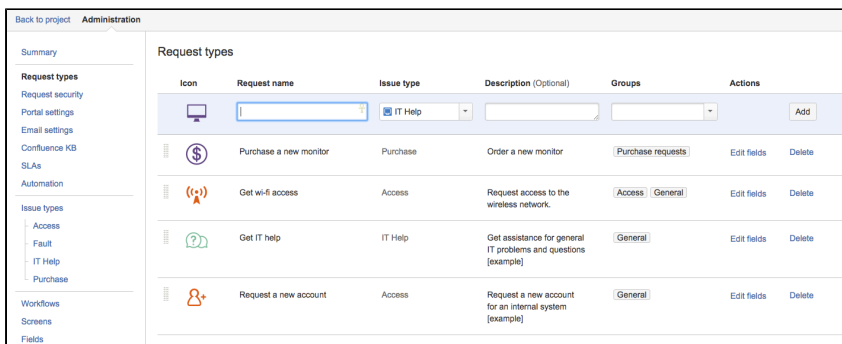 Back to project Administration
Summary
Request types
Request security
Portal settings
Email settings
Confluence KB
SLAs
Automation
Issue types
Access
Fault
IT Help
Purchase
Workflows
Screens
Fields
Request types
Icon Request name Issue type Description (Optional) Groups Actions
IT Help Add
Purchase a new monitor Purchase Order a new monitor Purchase requests Edit fields Delete
Get wi-fi access Access Request access to the Access General Edit fields Delete
wireless network.
Get IT help IT Help Get assistance for general General Edit fields Delete
IT problems and questions
[example]
Request a new account Access Request a new account General Edit fields Delete
for an internal system
[example]